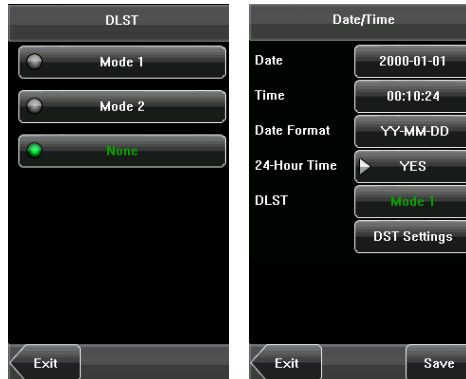 DLST
Mode 1
Mode 2
None
Exit
Date/Time
Date 2000-01-01
Time 00:10:24
Date Format YY-MM-DD
24-Hour Time YES
DLST Mode 1
DST Settings
Exit Save